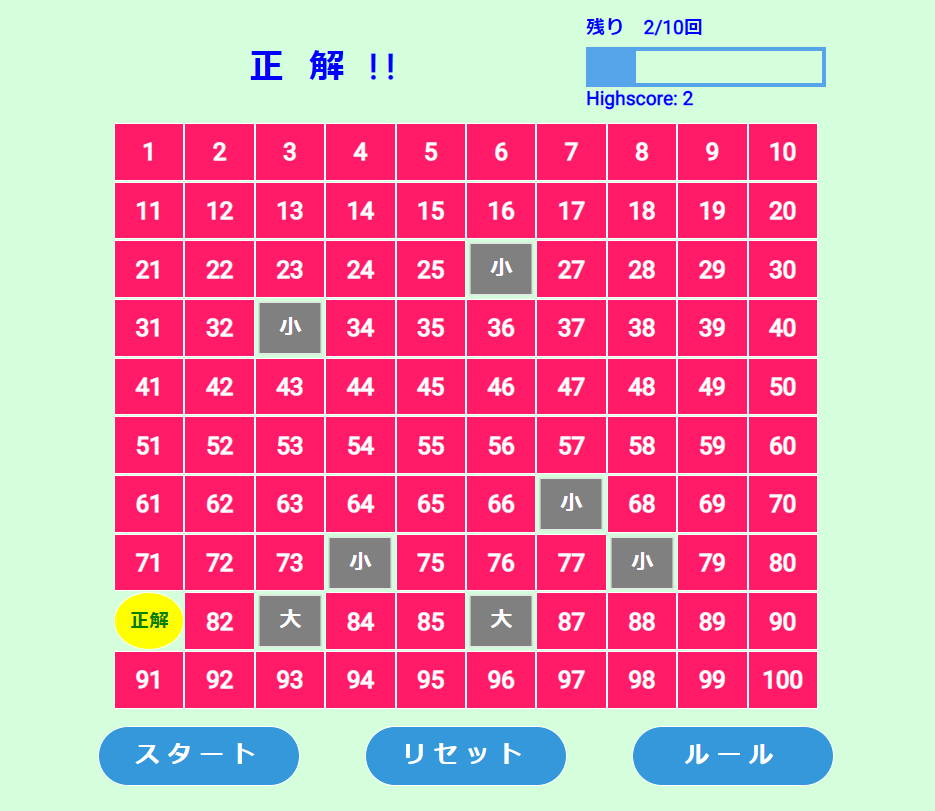 残り 2/10回
正 解 !!
Highscore: 2
1 2 3 4 5 6 7 8 9 10
11 12 13 14 15 16 17 18 19 20
21 22 23 24 25 小 27 28 29 30
31 32 小 34 35 36 37 38 39 40
41 42 43 44 45 46 47 48 49 50
51 52 53 54 55 56 57 58 59 60
61 62 63 64 65 66 小 68 69 70
71 72 73 小 75 76 77 小 79 80
正解 82 大 84 85 大 87 88 89 90
91 92 93 94 95 96 97 98 99 100
スタート リセット ルール